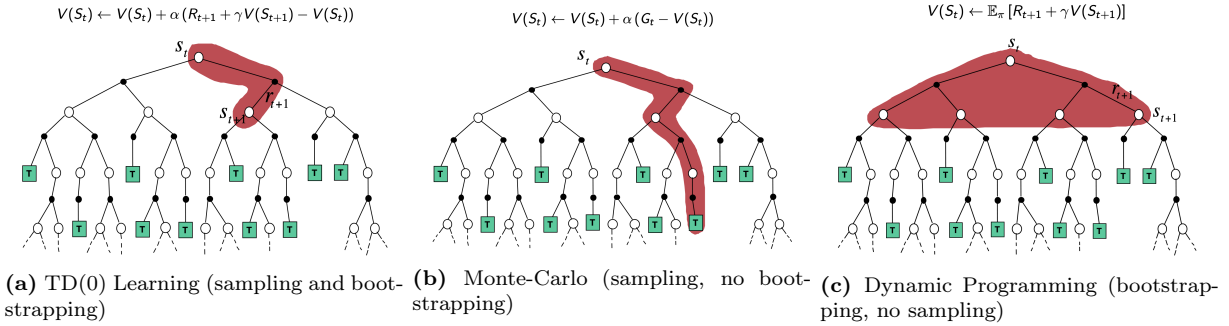 V(S_t) ← V(S_t) + α (R_{t+1} + γV(S_{t+1}) − V(S_t))
s_t
r_{t+1}
s_{t+1}
T T T T T
T T T T
(a) TD(0) Learning (sampling and boot-
strapping)
V(S_t) ← V(S_t) + α (G_t − V(S_t))
s_t
T T T T
T T T T
(b) Monte-Carlo (sampling, no boot-
strapping)
V(S_t) ← 𝔼_π [R_{t+1} + γV(S_{t+1})]
s_t
r_{t+1}
s_{t+1}
T T T T T
T T T T T
(c) Dynamic Programming (bootstrap-
ping, no sampling)